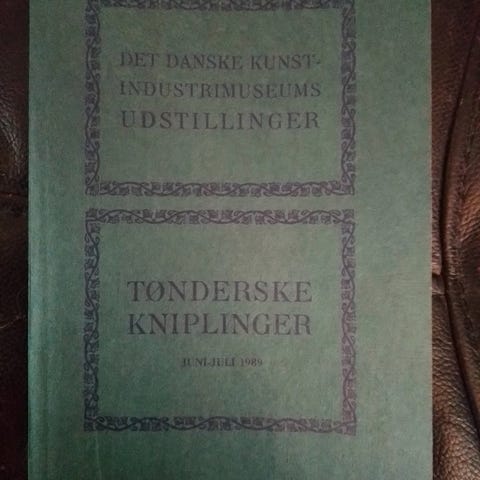 DET DANSKE KUNST-
INDUSTRIMUSEUMS
UDSTILLINGER
TØNDERSKE
KNIPLINGER
JUNI-JULI 1989